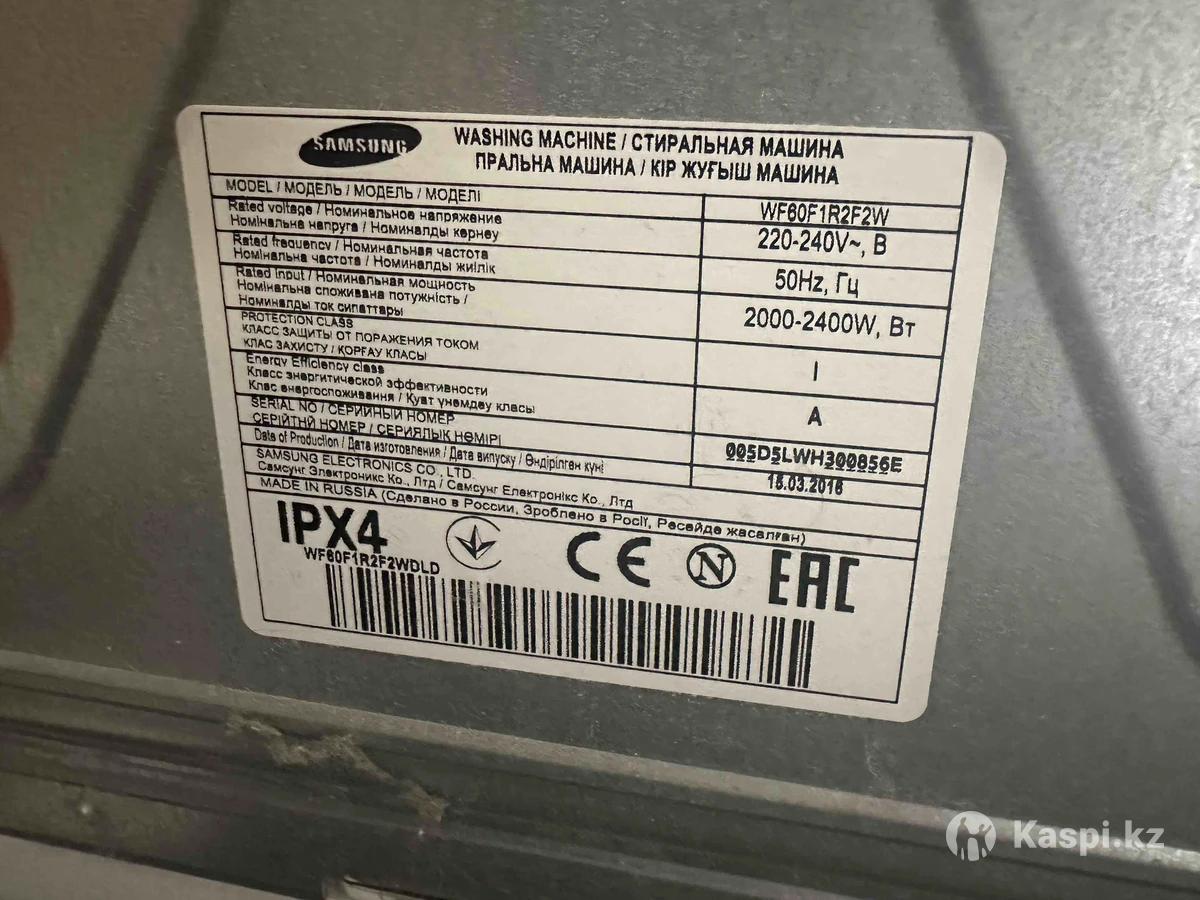 SAMSUNG
WASHING MACHINE / СТИРАЛЬНАЯ МАШИНА
ПРАЛЬНА МАШИНА / КІР ЖУҒЫШ МАШИНА
MODEL / МОДЕЛЬ / МОДЕЛЬ / МОДЕЛІ
WF60F1R2F2W
Rated voltage / Номинальное напряжение
Номінальна напруга / Номиналды кернеу
220-240V~, В
Rated frequency / Номинальная частота
Номінальна частота / Номиналды жиілік
50Hz, Гц
Rated Input / Номинальная мощность
Номінальна споживана потужність /
Номиналды ток сипаттары
2000-2400W, Вт
PROTECTION CLASS
КЛАСС ЗАЩИТЫ ОТ ПОРАЖЕНИЯ ТОКОМ
КЛАС ЗАХИСТУ / ҚОРҒАУ КЛАСЫ
I
Energy Efficiency class
Класс энергитической эффективности
Клас енергоспоживання / Қуат үнемдеу класы
A
SERIAL NO / СЕРИЙНЫЙ НОМЕР
СЕРІЙТНЙ НОМЕР / СЕРИЯЛЫҚ НӨМІРІ
005D5LWH300856E
Date of Production / Дата изготовления / Дата випуску / Өндірілген күні
15.03.2016
SAMSUNG ELECTRONICS CO., LTD.
Самсунг Электроникс Ко., Лтд / Самсунг Електронікс Ко., Лтд
MADE IN RUSSIA (Сделано в России, Зроблено в Росії, Ресейде жасалған)
IPX4
CE
N
EAC
WF60F1R2F2WDLD
Kaspi.kz